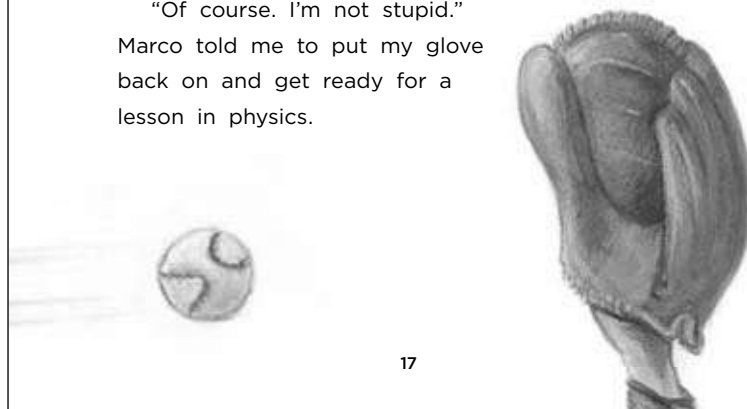 “Of course. I’m not stupid.”
Marco told me to put my glove
back on and get ready for a
lesson in physics.
17